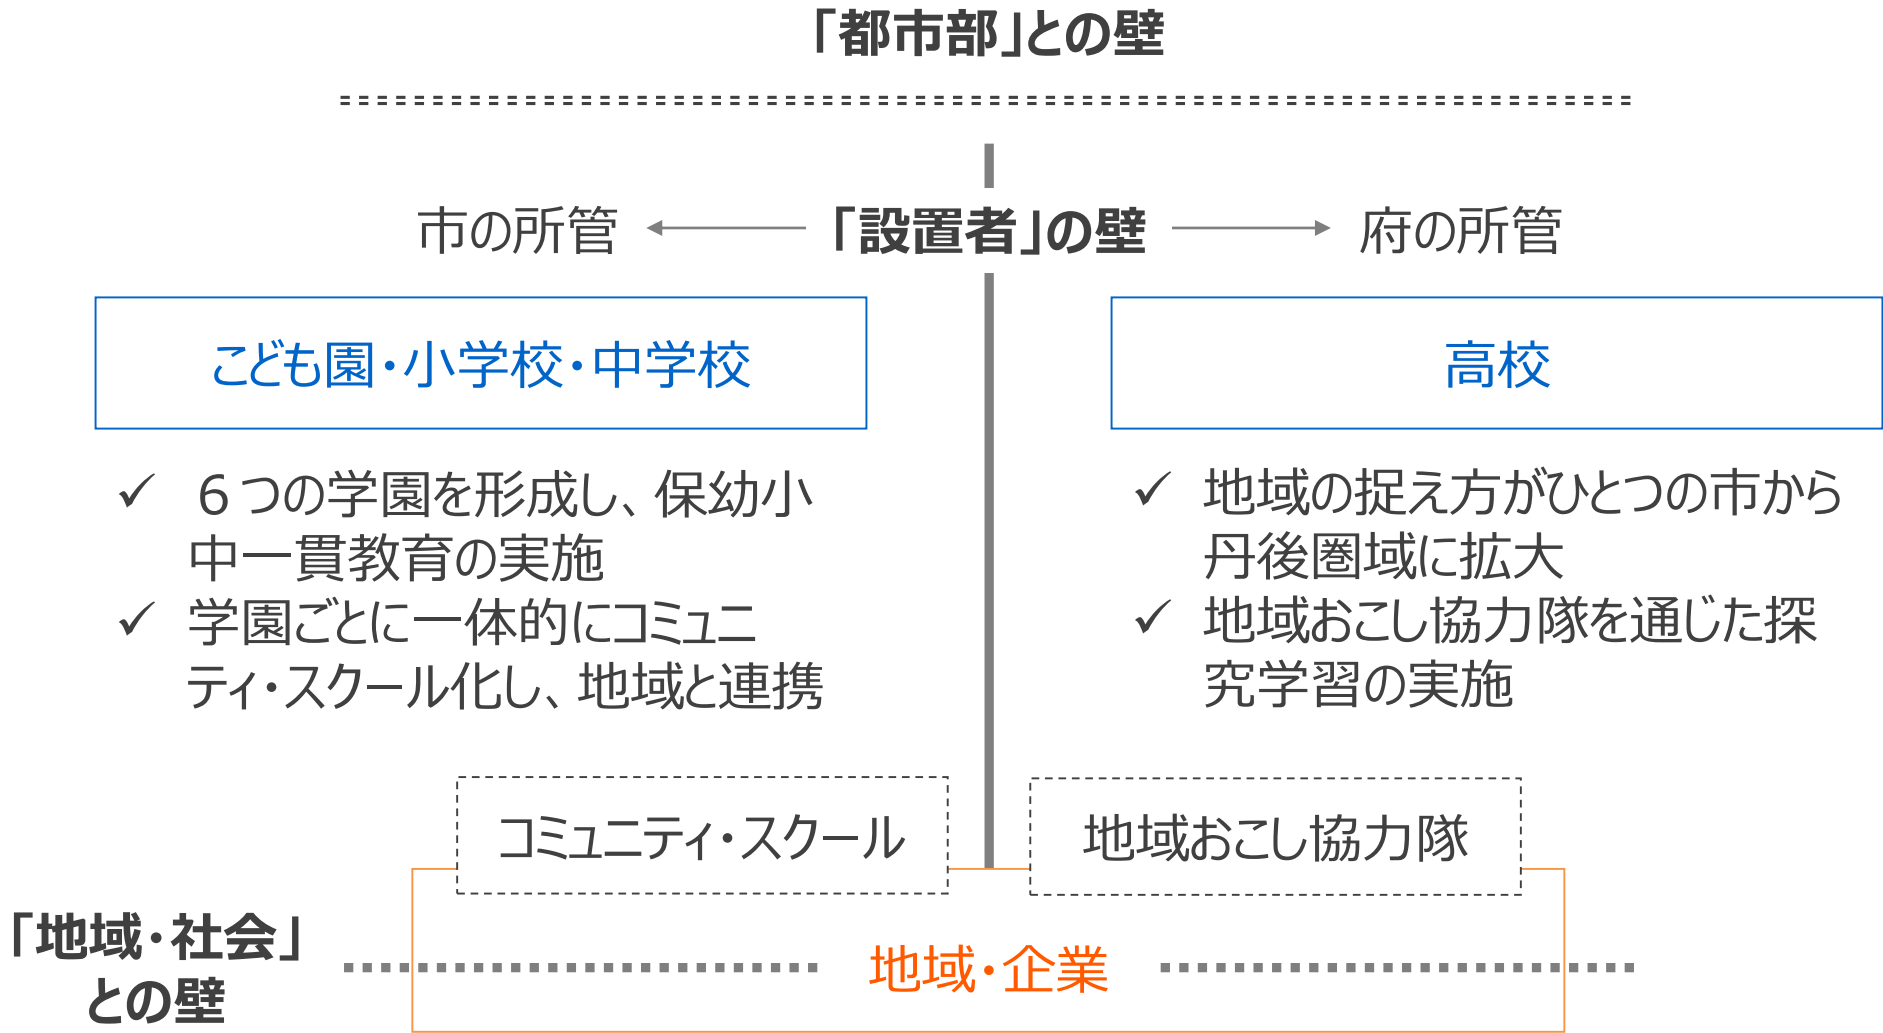 「都市部」との壁
市の所管
「設置者」の壁
府の所管
こども園・小学校・中学校
高校
✓ ６つの学園を形成し、保幼小
中一貫教育の実施
✓ 学園ごとに一体的にコミュニ
ティ・スクール化し、地域と連携
✓ 地域の捉え方がひとつの市から
丹後圏域に拡大
✓ 地域おこし協力隊を通じた探
究学習の実施
コミュニティ・スクール
地域おこし協力隊
「地域・社会」
との壁
地域・企業